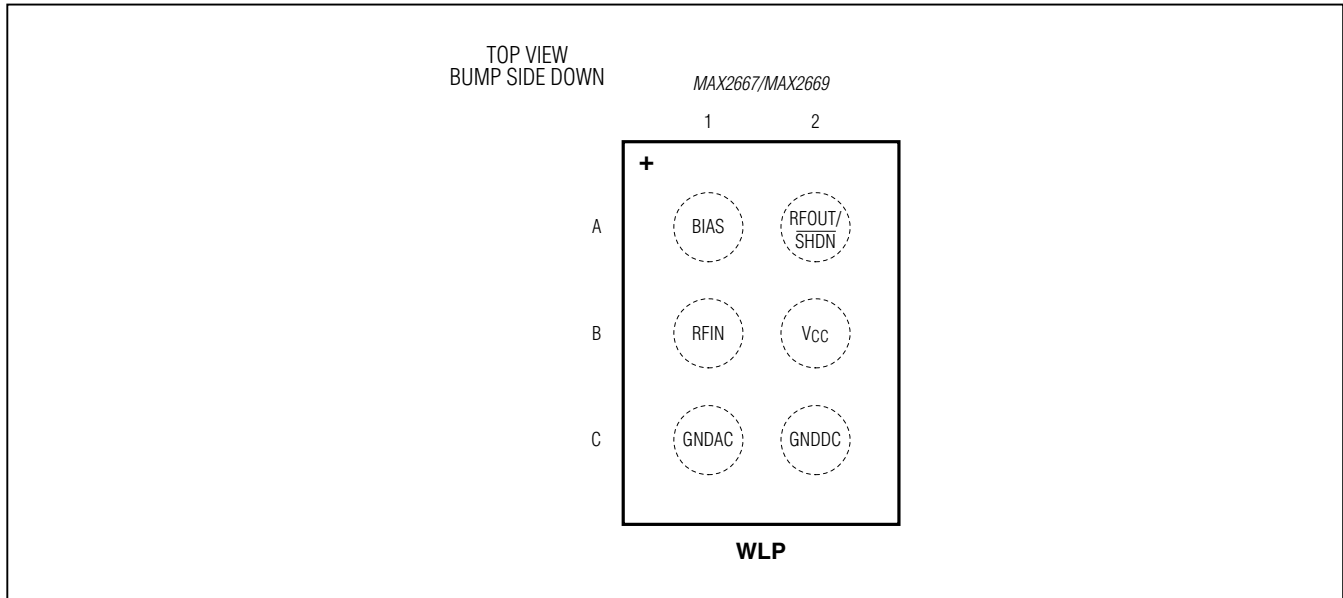 TOP VIEW
BUMP SIDE DOWN
MAX2667/MAX2669
1 2
+
A BIAS RFOUT/
SHDN
B RFIN VCC
C GNDAC GNDDC
WLP